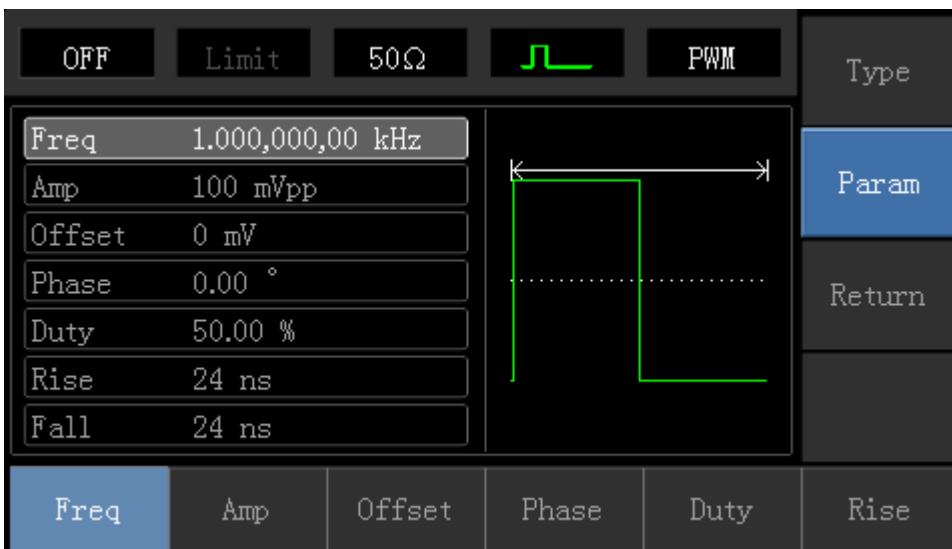 OFF Limit 50Ω PWM
Type
Freq 1.000,000,00 kHz
Amp 100 mVpp
Param
Offset 0 mV
Phase 0.00 °
Return
Duty 50.00 %
Rise 24 ns
Fall 24 ns
Freq Amp Offset Phase Duty Rise